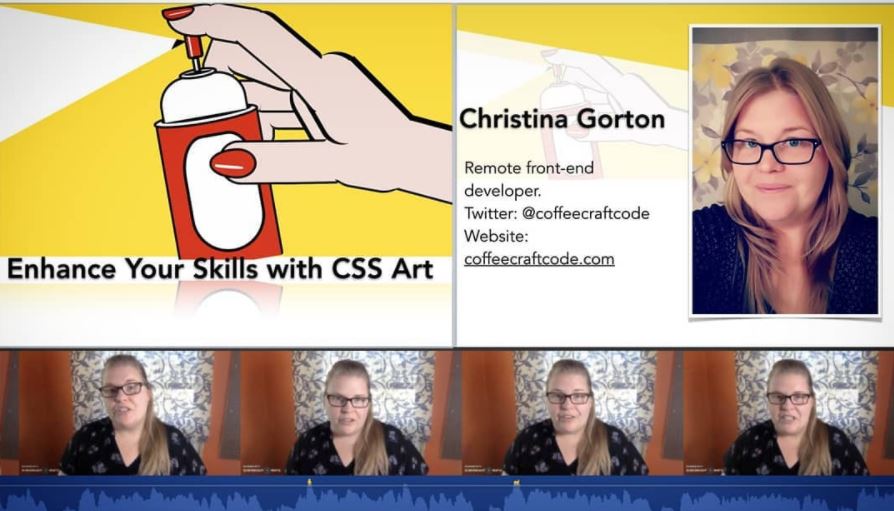 Enhance Your Skills with CSS Art
Christina Gorton
Remote front-end
developer.
Twitter: @coffeecraftcode
Website:
coffeecraftcode.com